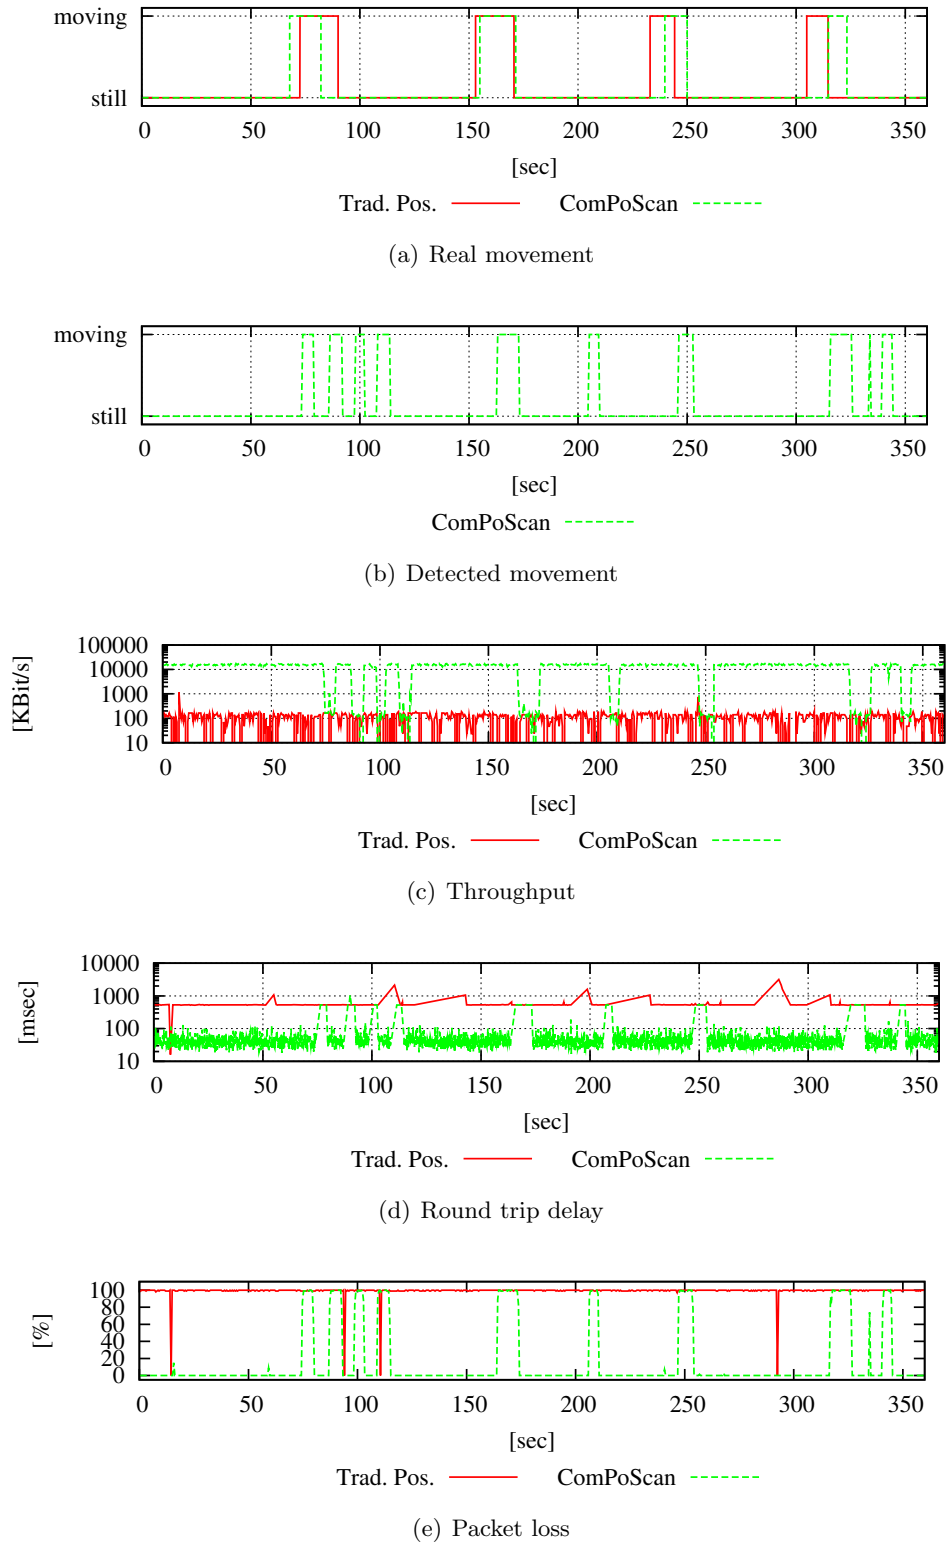 moving
still
0 50 100 150 200 250 300 350
[sec]
Trad. Pos. ComPoScan
(a) Real movement
moving
still
0 50 100 150 200 250 300 350
[sec]
ComPoScan
(b) Detected movement
[KBit/s]
100000
10000
1000
100
10
0 50 100 150 200 250 300 350
[sec]
Trad. Pos. ComPoScan
(c) Throughput
[msec]
10000
1000
100
10
0 50 100 150 200 250 300 350
[sec]
Trad. Pos. ComPoScan
(d) Round trip delay
[%]
100
80
60
40
20
0
0 50 100 150 200 250 300 350
[sec]
Trad. Pos. ComPoScan
(e) Packet loss